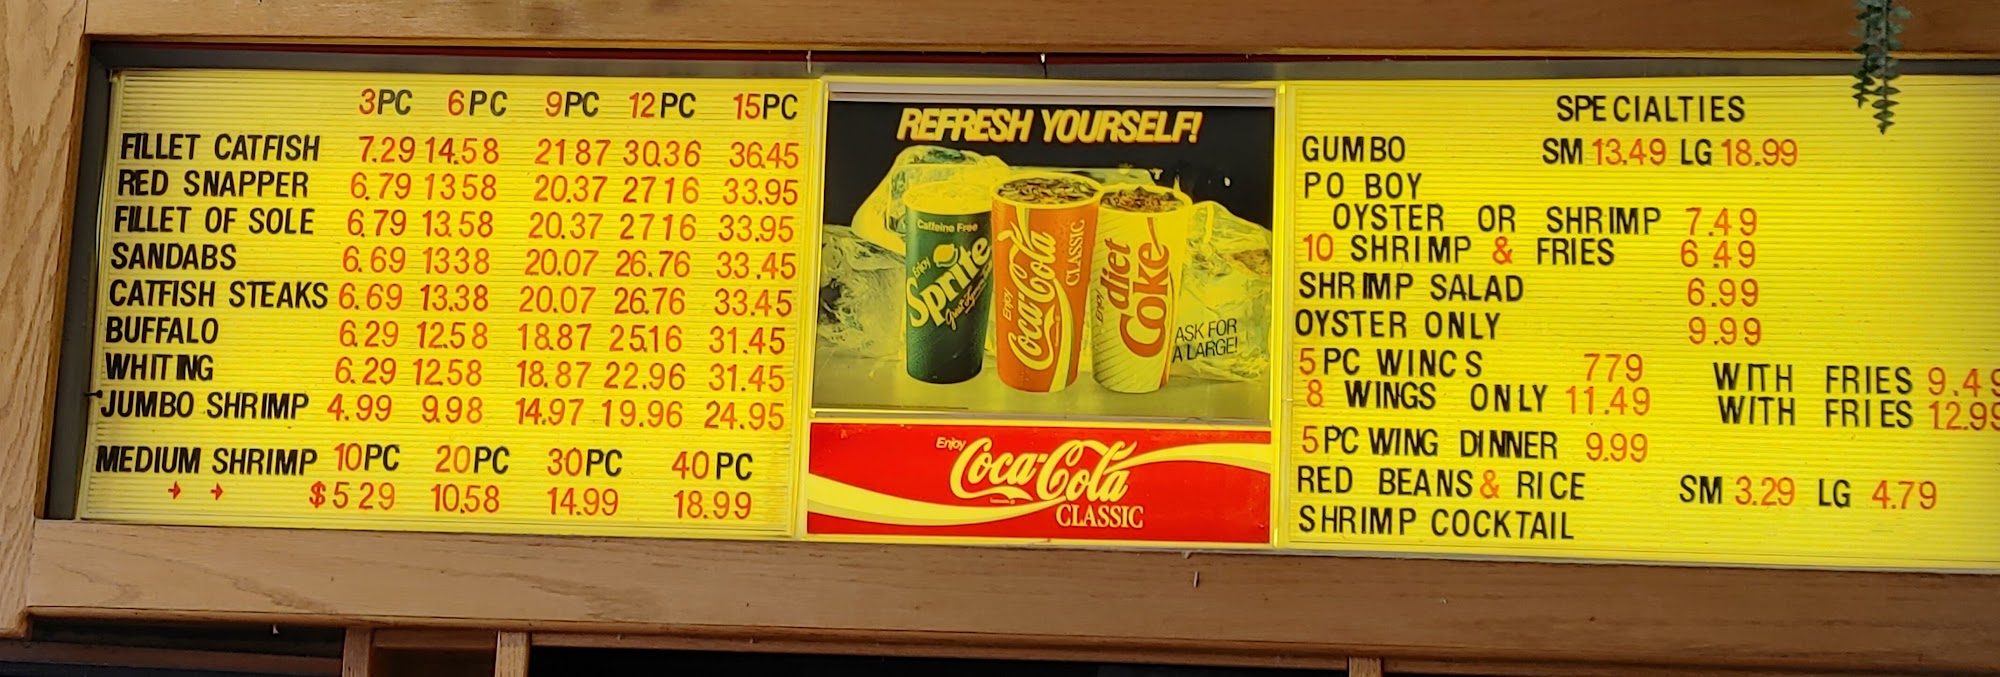 3PC 6PC 9PC 12PC 15PC
FILLET CATFISH 7.29 14.58 21 87 30.36 36.45
RED SNAPPER 6.79 13 58 20.37 27 16 33.95
FILLET OF SOLE 6.79 13.58 20.37 27 16 33.95
SANDABS 6.69 13 38 20.07 26.76 33.45
CATFISH STEAKS 6.69 13.38 20.07 26.76 33.45
BUFFALO 6.29 12.58 18.87 25 16 31.45
WHITING 6.29 12.58 18.87 22.96 31.45
JUMBO SHRIMP 4.99 9.98 14.97 19.96 24.95
MEDIUM SHRIMP 10PC 20PC 30PC 40PC
→ → $5 29 10.58 14.99 18.99
REFRESH YOURSELF!
Caffeine Free
ENJOY
Sprite
Enjoy
Coca-Cola
CLASSIC
Enjoy
diet
Coke
ASK FOR
A LARGE!
Enjoy
Coca-Cola
CLASSIC
SPECIALTIES
GUMBO SM 13.49 LG 18.99
PO BOY
OYSTER OR SHRIMP 7.49
10 SHRIMP & FRIES 6 49
SHRIMP SALAD 6.99
OYSTER ONLY 9.99
5PC WINCS 779 WITH FRIES 9.49
8 WINGS ONLY 11.49 WITH FRIES 12.99
5PC WING DINNER 9.99
RED BEANS & RICE SM 3.29 LG 4.79
SHRIMP COCKTAIL